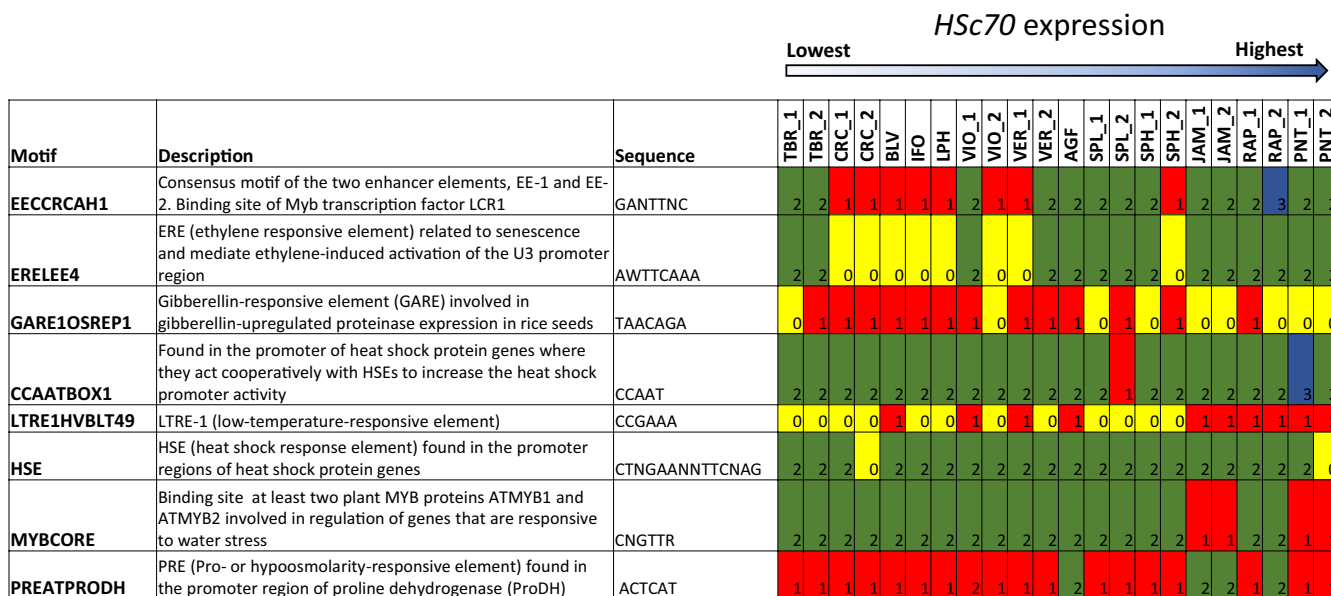 HSc70 expression
Lowest Highest
Motif Description Sequence TBR_1 TBR_2 CRC_1 CRC_2 BLV IFO LPH VIO_1 VIO_2 VER_1 VER_2 AGF SPL_1 SPL_2 SPH_1 SPH_2 JAM_1 JAM_2 RAP_1 RAP_2 PNT_1 PNT_2
Consensus motif of the two enhancer elements, EE-1 and EE-
EECCRCAH1 2. Binding site of Myb transcription factor LCR1 GANTTNC 2 2 1 1 1 1 1 2 1 1 2 2 2 2 2 1 2 2 2 3 2
ERE (ethylene responsive element) related to senescence
and mediate ethylene-induced activation of the U3 promoter
ERELEE4 region AWTTCAAA 2 2 0 0 0 0 0 2 0 0 2 2 2 2 2 0 2 2 2 2 2
Gibberellin-responsive element (GARE) involved in
GARE1OSREP1 gibberellin-upregulated proteinase expression in rice seeds TAACAGA 0 1 1 1 1 1 1 1 0 1 1 1 0 1 0 1 0 0 1 0 0 0
Found in the promoter of heat shock protein genes where
they act cooperatively with HSEs to increase the heat shock
CCAATBOX1 promoter activity CCAAT 2 2 2 2 2 2 2 2 2 2 2 2 2 1 2 2 2 2 2 2 3
LTRE1HVBLT49 LTRE-1 (low-temperature-responsive element) CCGAAA 0 0 0 0 1 0 0 1 0 1 0 1 0 0 0 0 1 1 1 1 1
HSE (heat shock response element) found in the promoter
HSE regions of heat shock protein genes CTNGAANNTTCNAG 2 2 2 0 2 2 2 2 2 2 2 2 2 2 2 2 2 2 2 2 2 0
Binding site at least two plant MYB proteins ATMYB1 and
ATMYB2 involved in regulation of genes that are responsive
MYBCORE to water stress CNGTTR 2 2 2 2 2 2 2 2 2 2 2 2 2 2 2 2 1 1 2 2 1
PRE (Pro- or hypoosmolarity-responsive element) found in
PREATPRODH the promoter region of proline dehydrogenase (ProDH) ACTCAT 1 1 1 1 1 1 1 2 1 1 1 2 1 1 1 1 2 2 1 2 1